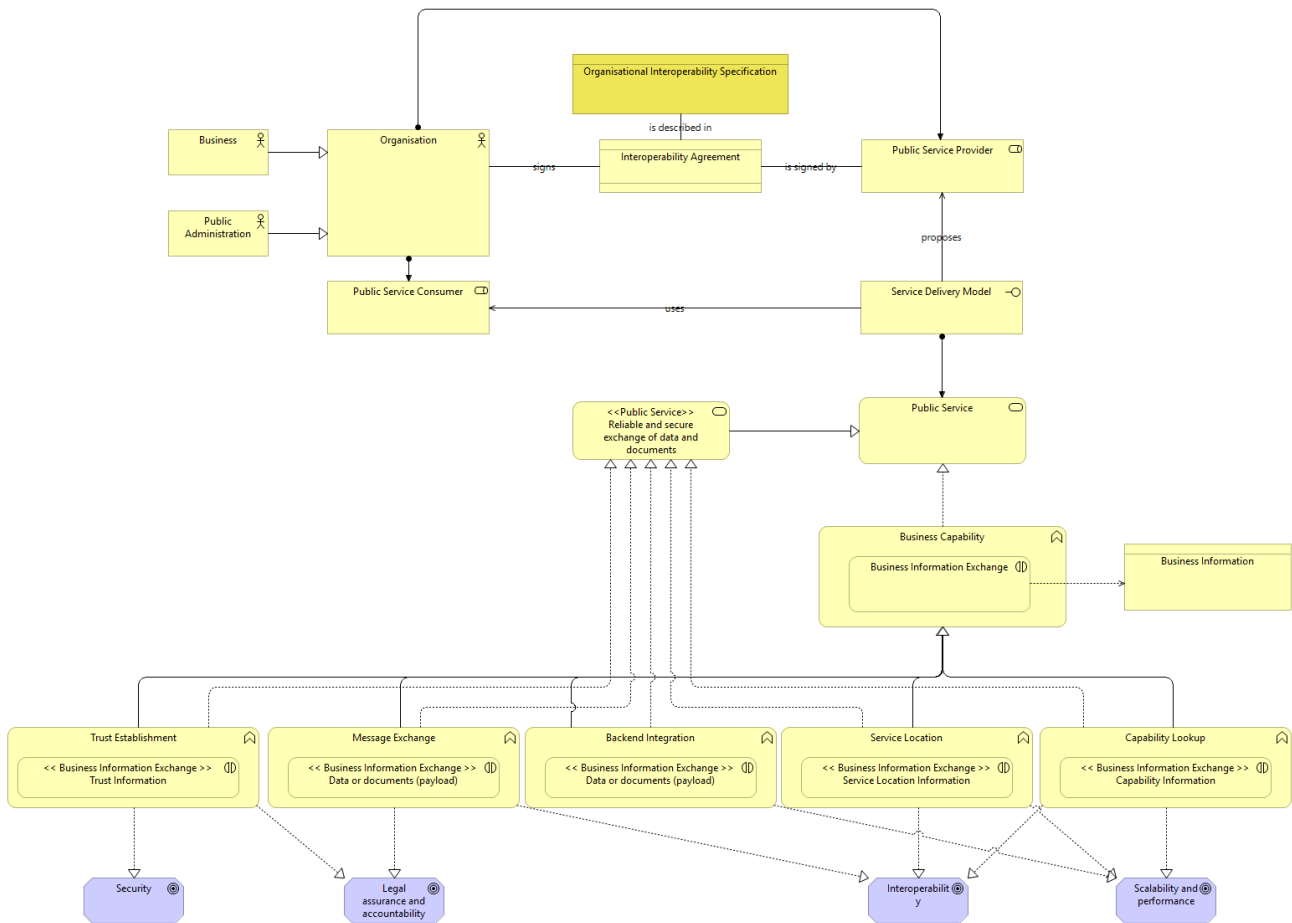 Organisational Interoperability Specification
is described in
Business
Organisation
Interoperability Agreement
Public Service Provider
signs
is signed by
Public
Administration
proposes
Public Service Consumer
Service Delivery Model
uses
<<Public Service>>
Reliable and secure
exchange of data and
documents
Public Service
Business Capability
Business Information Exchange
Business Information
Trust Establishment
<< Business Information Exchange >>
Trust Information
Message Exchange
<< Business Information Exchange >>
Data or documents (payload)
Backend Integration
<< Business Information Exchange >>
Data or documents (payload)
Service Location
<< Business Information Exchange >>
Service Location Information
Capability Lookup
<< Business Information Exchange >>
Capability Information
Security
Legal
assurance and
accountability
Interoperabilit
y
Scalability and
performance